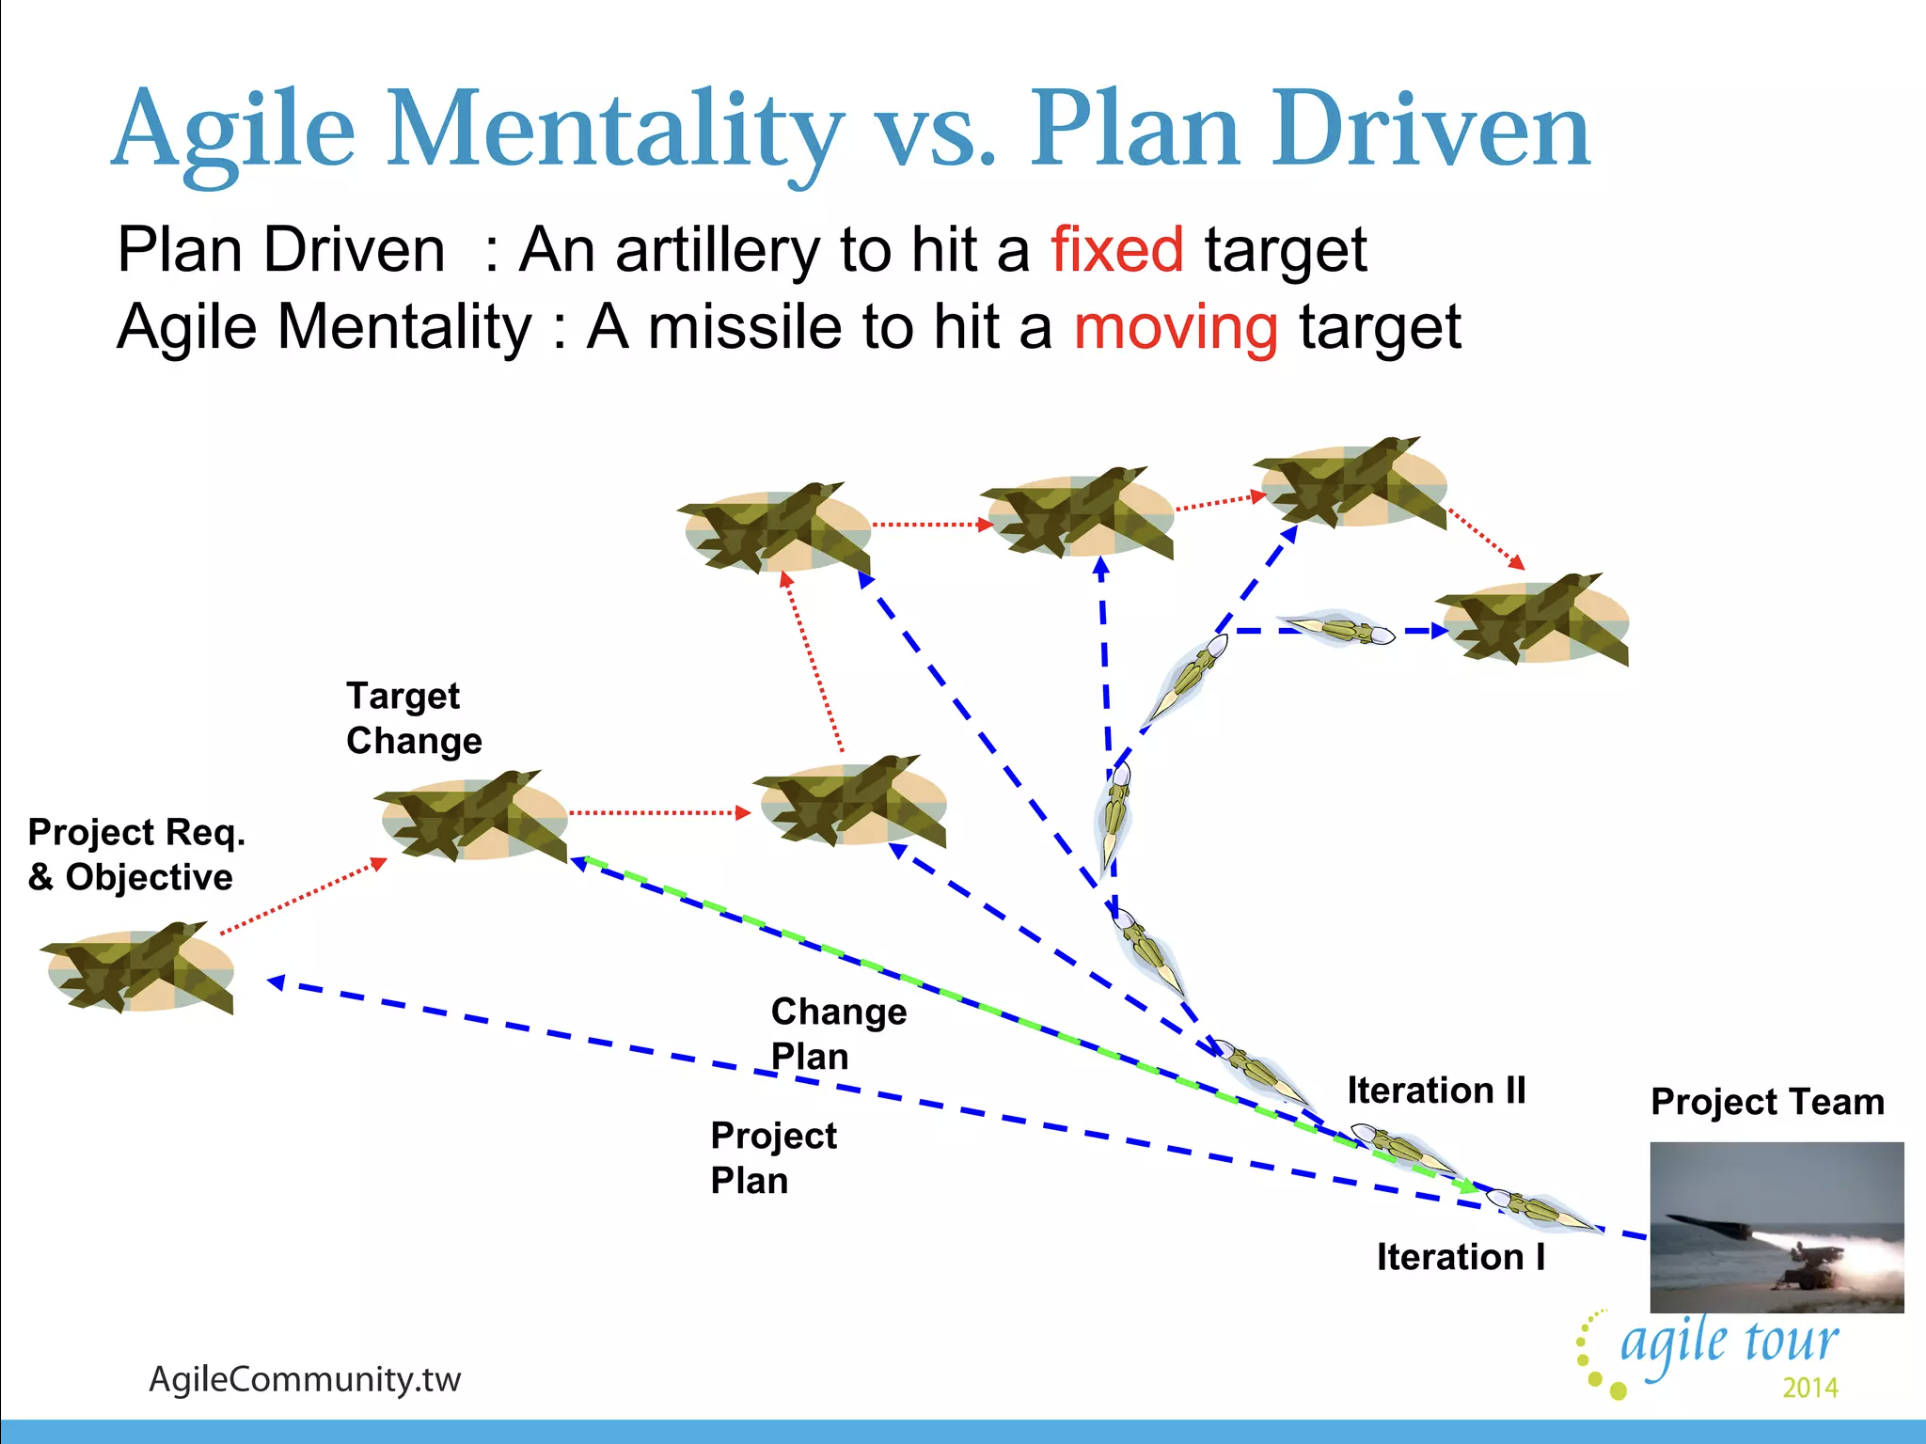 Agile Mentality vs. Plan Driven
Plan Driven : An artillery to hit a fixed target
Agile Mentality : A missile to hit a moving target
Target
Change
Project Req.
& Objective
Change
Plan
Project
Plan
Iteration II
Project Team
Iteration I
agile tour
2014
AgileCommunity.tw